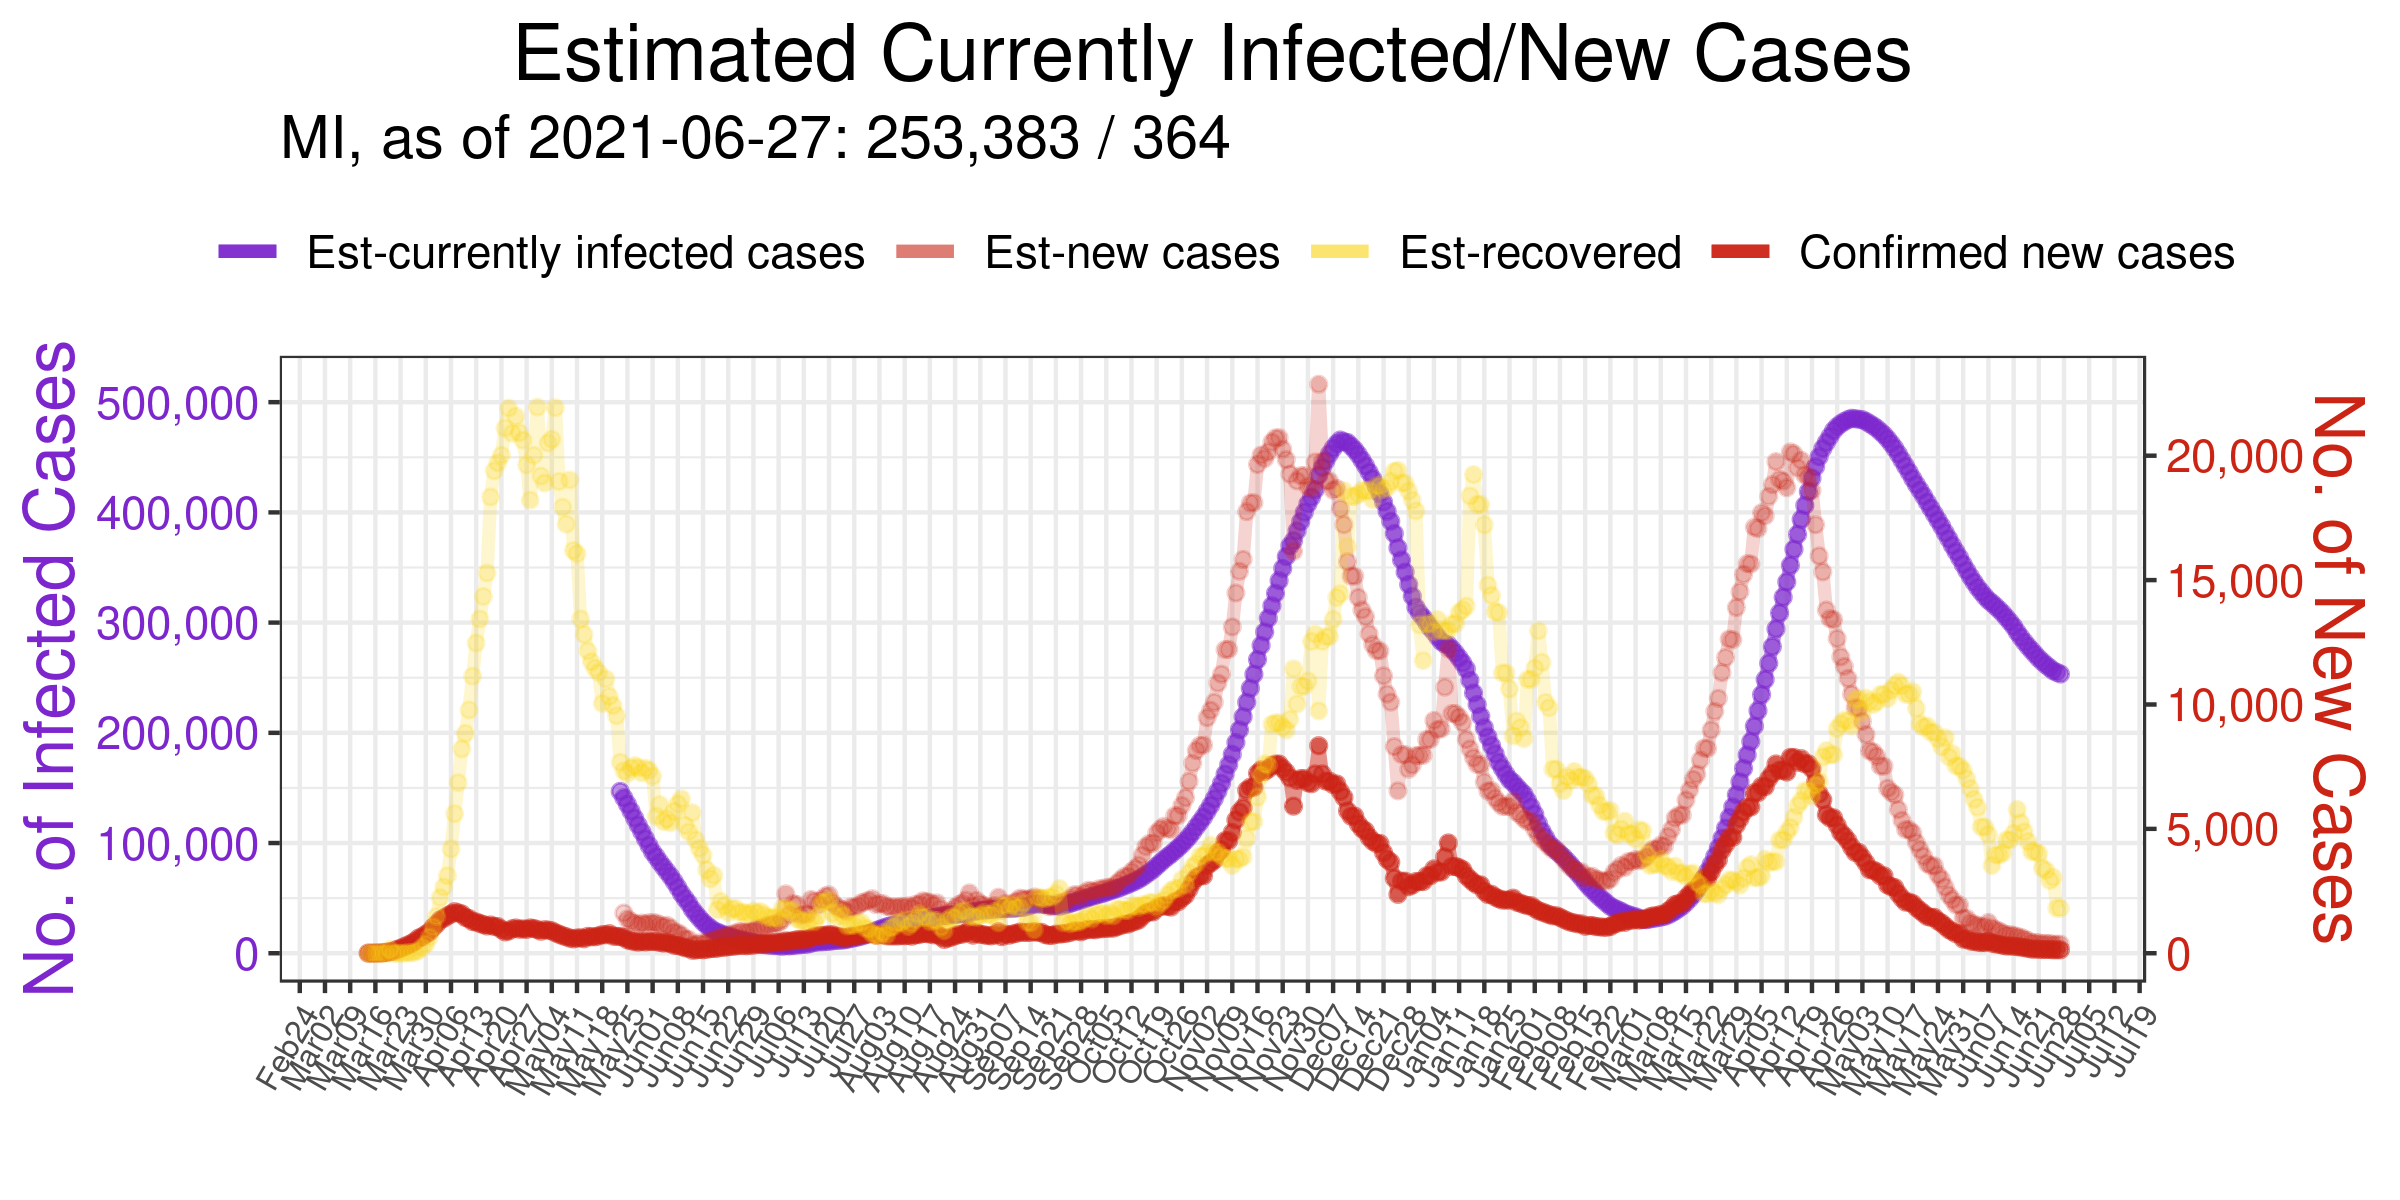 Estimated Currently Infected/New Cases
MI, as of 2021-06-27: 253,383 / 364
Est-currently infected cases Est-new cases Est-recovered Confirmed new cases
No. of Infected Cases
500,000
400,000
300,000
200,000
100,000
0
No. of New Cases
20,000
15,000
10,000
5,000
0
Feb24 Mar02 Mar09 Mar16 Mar23 Mar30 Apr06 Apr13 Apr20 Apr27 May04 May11 May18 May25 Jun01 Jun08 Jun15 Jun22 Jun29 Jul06 Jul13 Jul20 Jul27 Aug03 Aug10 Aug17 Aug24 Aug31 Sep07 Sep14 Sep21 Sep28 Oct05 Oct12 Oct19 Oct26 Nov02 Nov09 Nov16 Nov23 Nov30 Dec07 Dec14 Dec21 Dec28 Jan04 Jan11 Jan18 Jan25 Feb01 Feb08 Feb15 Feb22 Mar01 Mar08 Mar15 Mar22 Mar29 Apr05 Apr12 Apr19 Apr26 May03 May10 May17 May24 May31 Jun07 Jun14 Jun21 Jun28 Jul05 Jul12 Jul19